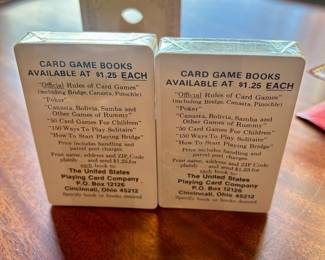 CARD GAME BOOKS
AVAILABLE AT $1.25 EACH
"Official Rules of Card Games"
(including Bridge, Canasta, Pinochle)
"Poker"
"Canasta, Bolivia, Samba and
Other Games of Rummy"
"50 Card Games For Children"
"150 Ways To Play Solitaire"
"How To Start Playing Bridge"
Price includes handling and
parcel post charges.
Print name, address and ZIP Code
plainly — and send $1.25 for
each book to:
The United States
Playing Card Company
P.O. Box 12126
Cincinnati, Ohio 45212
Specify book or books desired
CARD GAME BOOKS
AVAILABLE AT $1.25 EACH
"Official Rules of Card Games"
(including Bridge, Canasta, Pinochle)
"Poker"
"Canasta, Bolivia, Samba and
Other Games of Rummy"
"50 Card Games For Children"
"150 Ways To Play Solitaire"
"How To Start Playing Bridge"
Price includes handling and
parcel post charges.
Print name, address and ZIP Code
plainly — and send $1.25 for
each book to:
The United States
Playing Card Company
P.O. Box 12126
Cincinnati, Ohio 45212
Specify book or books desired